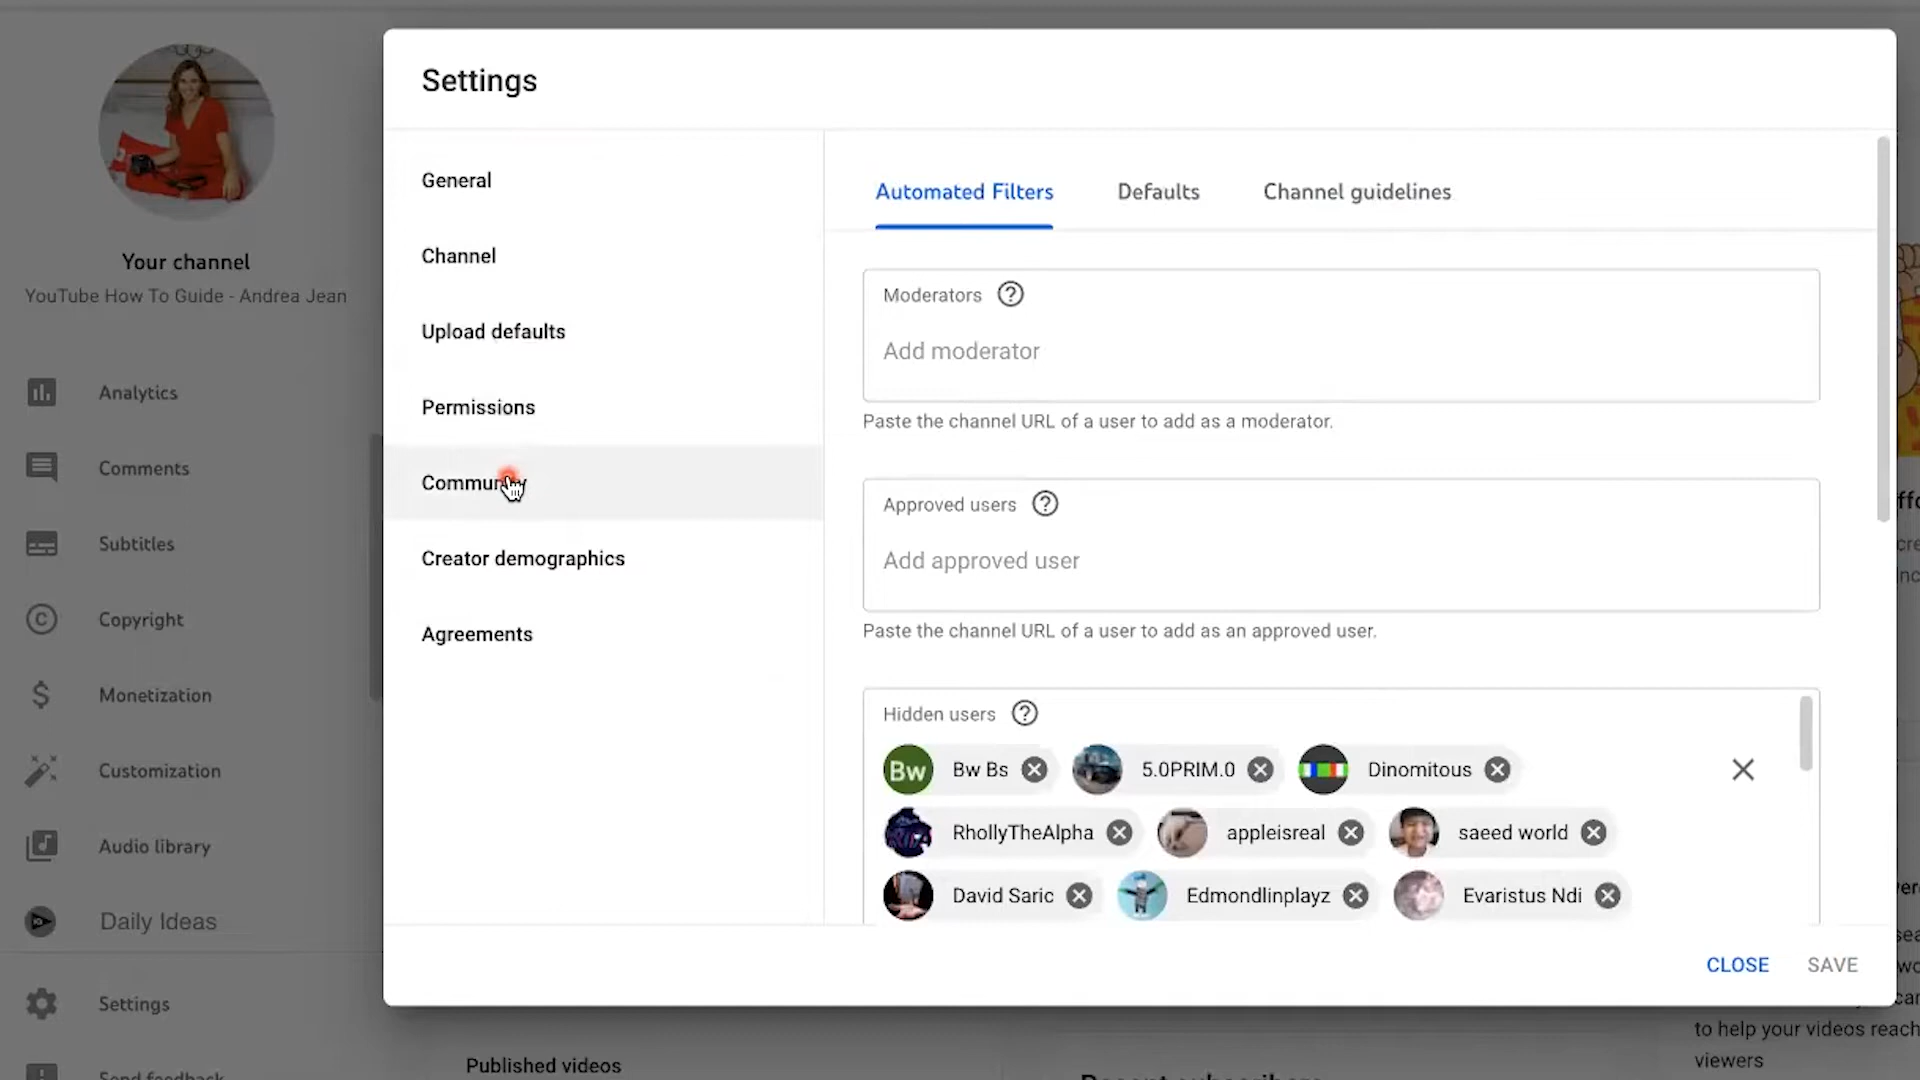 Your channel
YouTube How To Guide - Andrea Jean
Analytics
Comments
Subtitles
Copyright
Monetization
Customization
Audio library
Daily Ideas
Settings
Send feedback
Settings
General
Channel
Upload defaults
Permissions
Community
Creator demographics
Agreements
Automated Filters Defaults Channel guidelines
Moderators
Add moderator
Paste the channel URL of a user to add as a moderator.
Approved users
Add approved user
Paste the channel URL of a user to add as an approved user.
Hidden users
Bw Bw Bs 5.0PRIM.0 Dinomitous
RhollyTheAlpha appleisreal saeed world
David Saric Edmondlinplayz Evaristus Ndi
CLOSE SAVE
Published videos
Recent subscribers
to help your videos reach
viewers